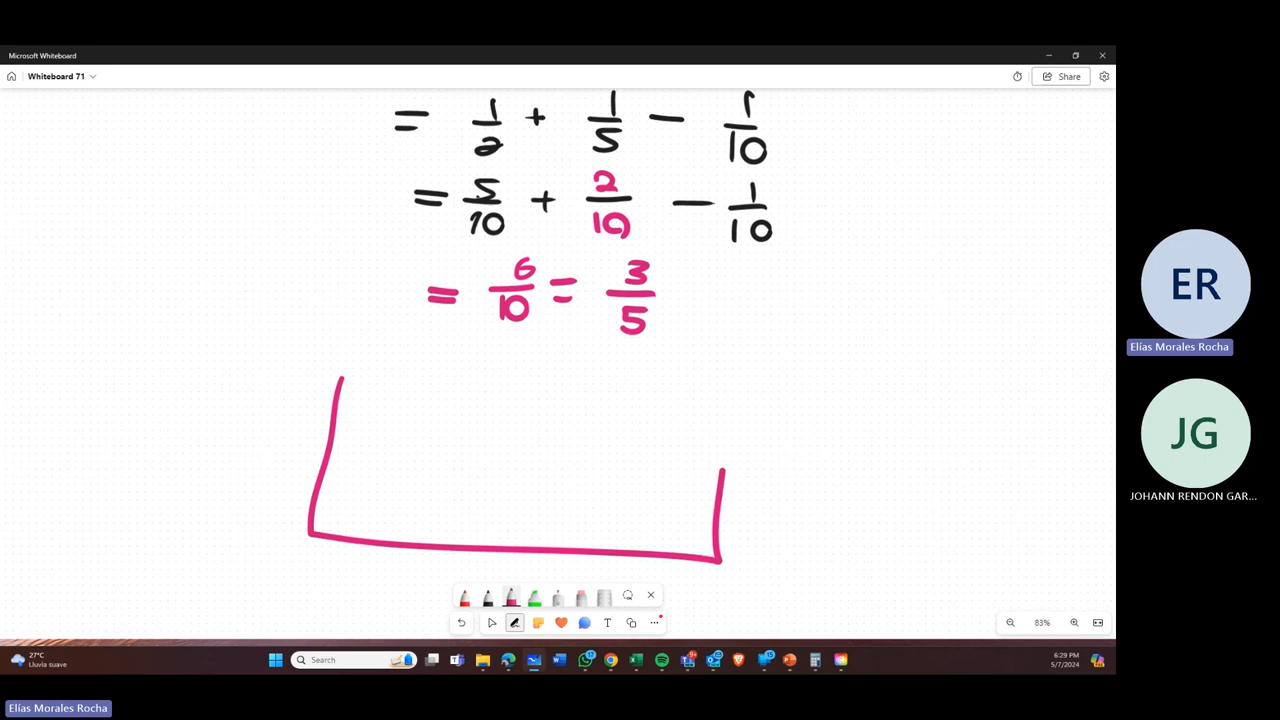 Microsoft Whiteboard
Whiteboard 71
Share
= 1/2 + 1/5 - 1/10
= 5/10 + 2/10 - 1/10
= 6/10 = 3/5
ER
Elías Morales Rocha
JG
JOHANN RENDON GAR...
83%
27°C
Lluvia suave
Search
6:29 PM
5/7/2024
Elías Morales Rocha